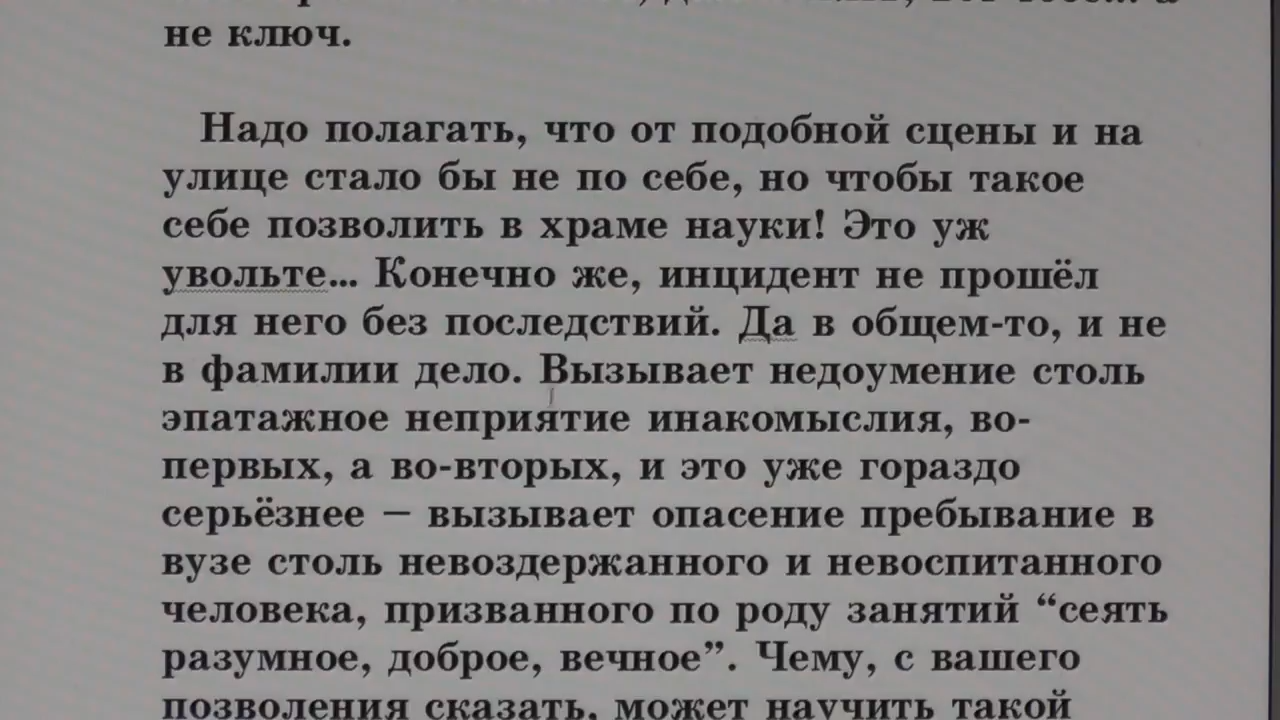 не ключ.
Надо полагать, что от подобной сцены и на
улице стало бы не по себе, но чтобы такое
себе позволить в храме науки! Это уж
увольте... Конечно же, инцидент не прошёл
для него без последствий. Да в общем-то, и не
в фамилии дело. Вызывает недоумение столь
эпатажное неприятие инакомыслия, во-
первых, а во-вторых, и это уже гораздо
серьёзнее – вызывает опасение пребывание в
вузе столь невоздержанного и невоспитанного
человека, призванного по роду занятий “сеять
разумное, доброе, вечное”. Чему, с вашего
позволения сказать, может научить такой